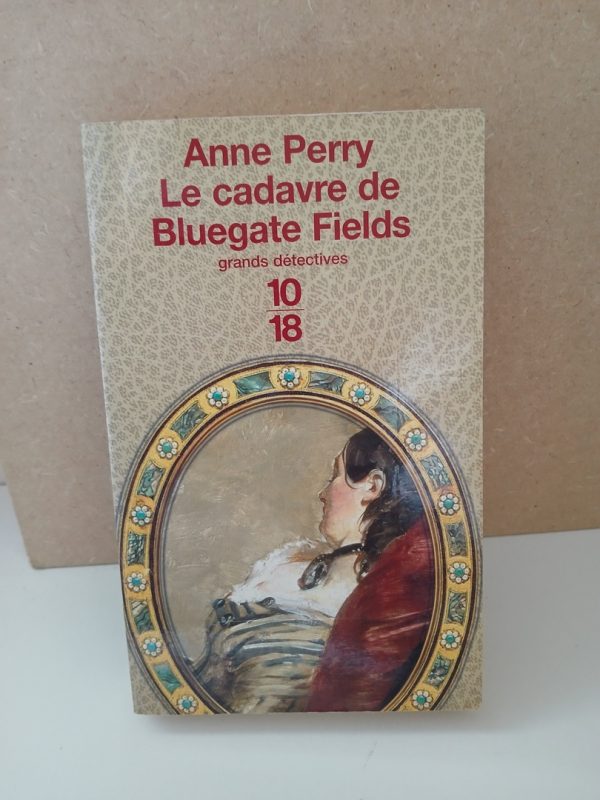 Anne Perry
Le cadavre de
Bluegate Fields
grands détectives
10
18